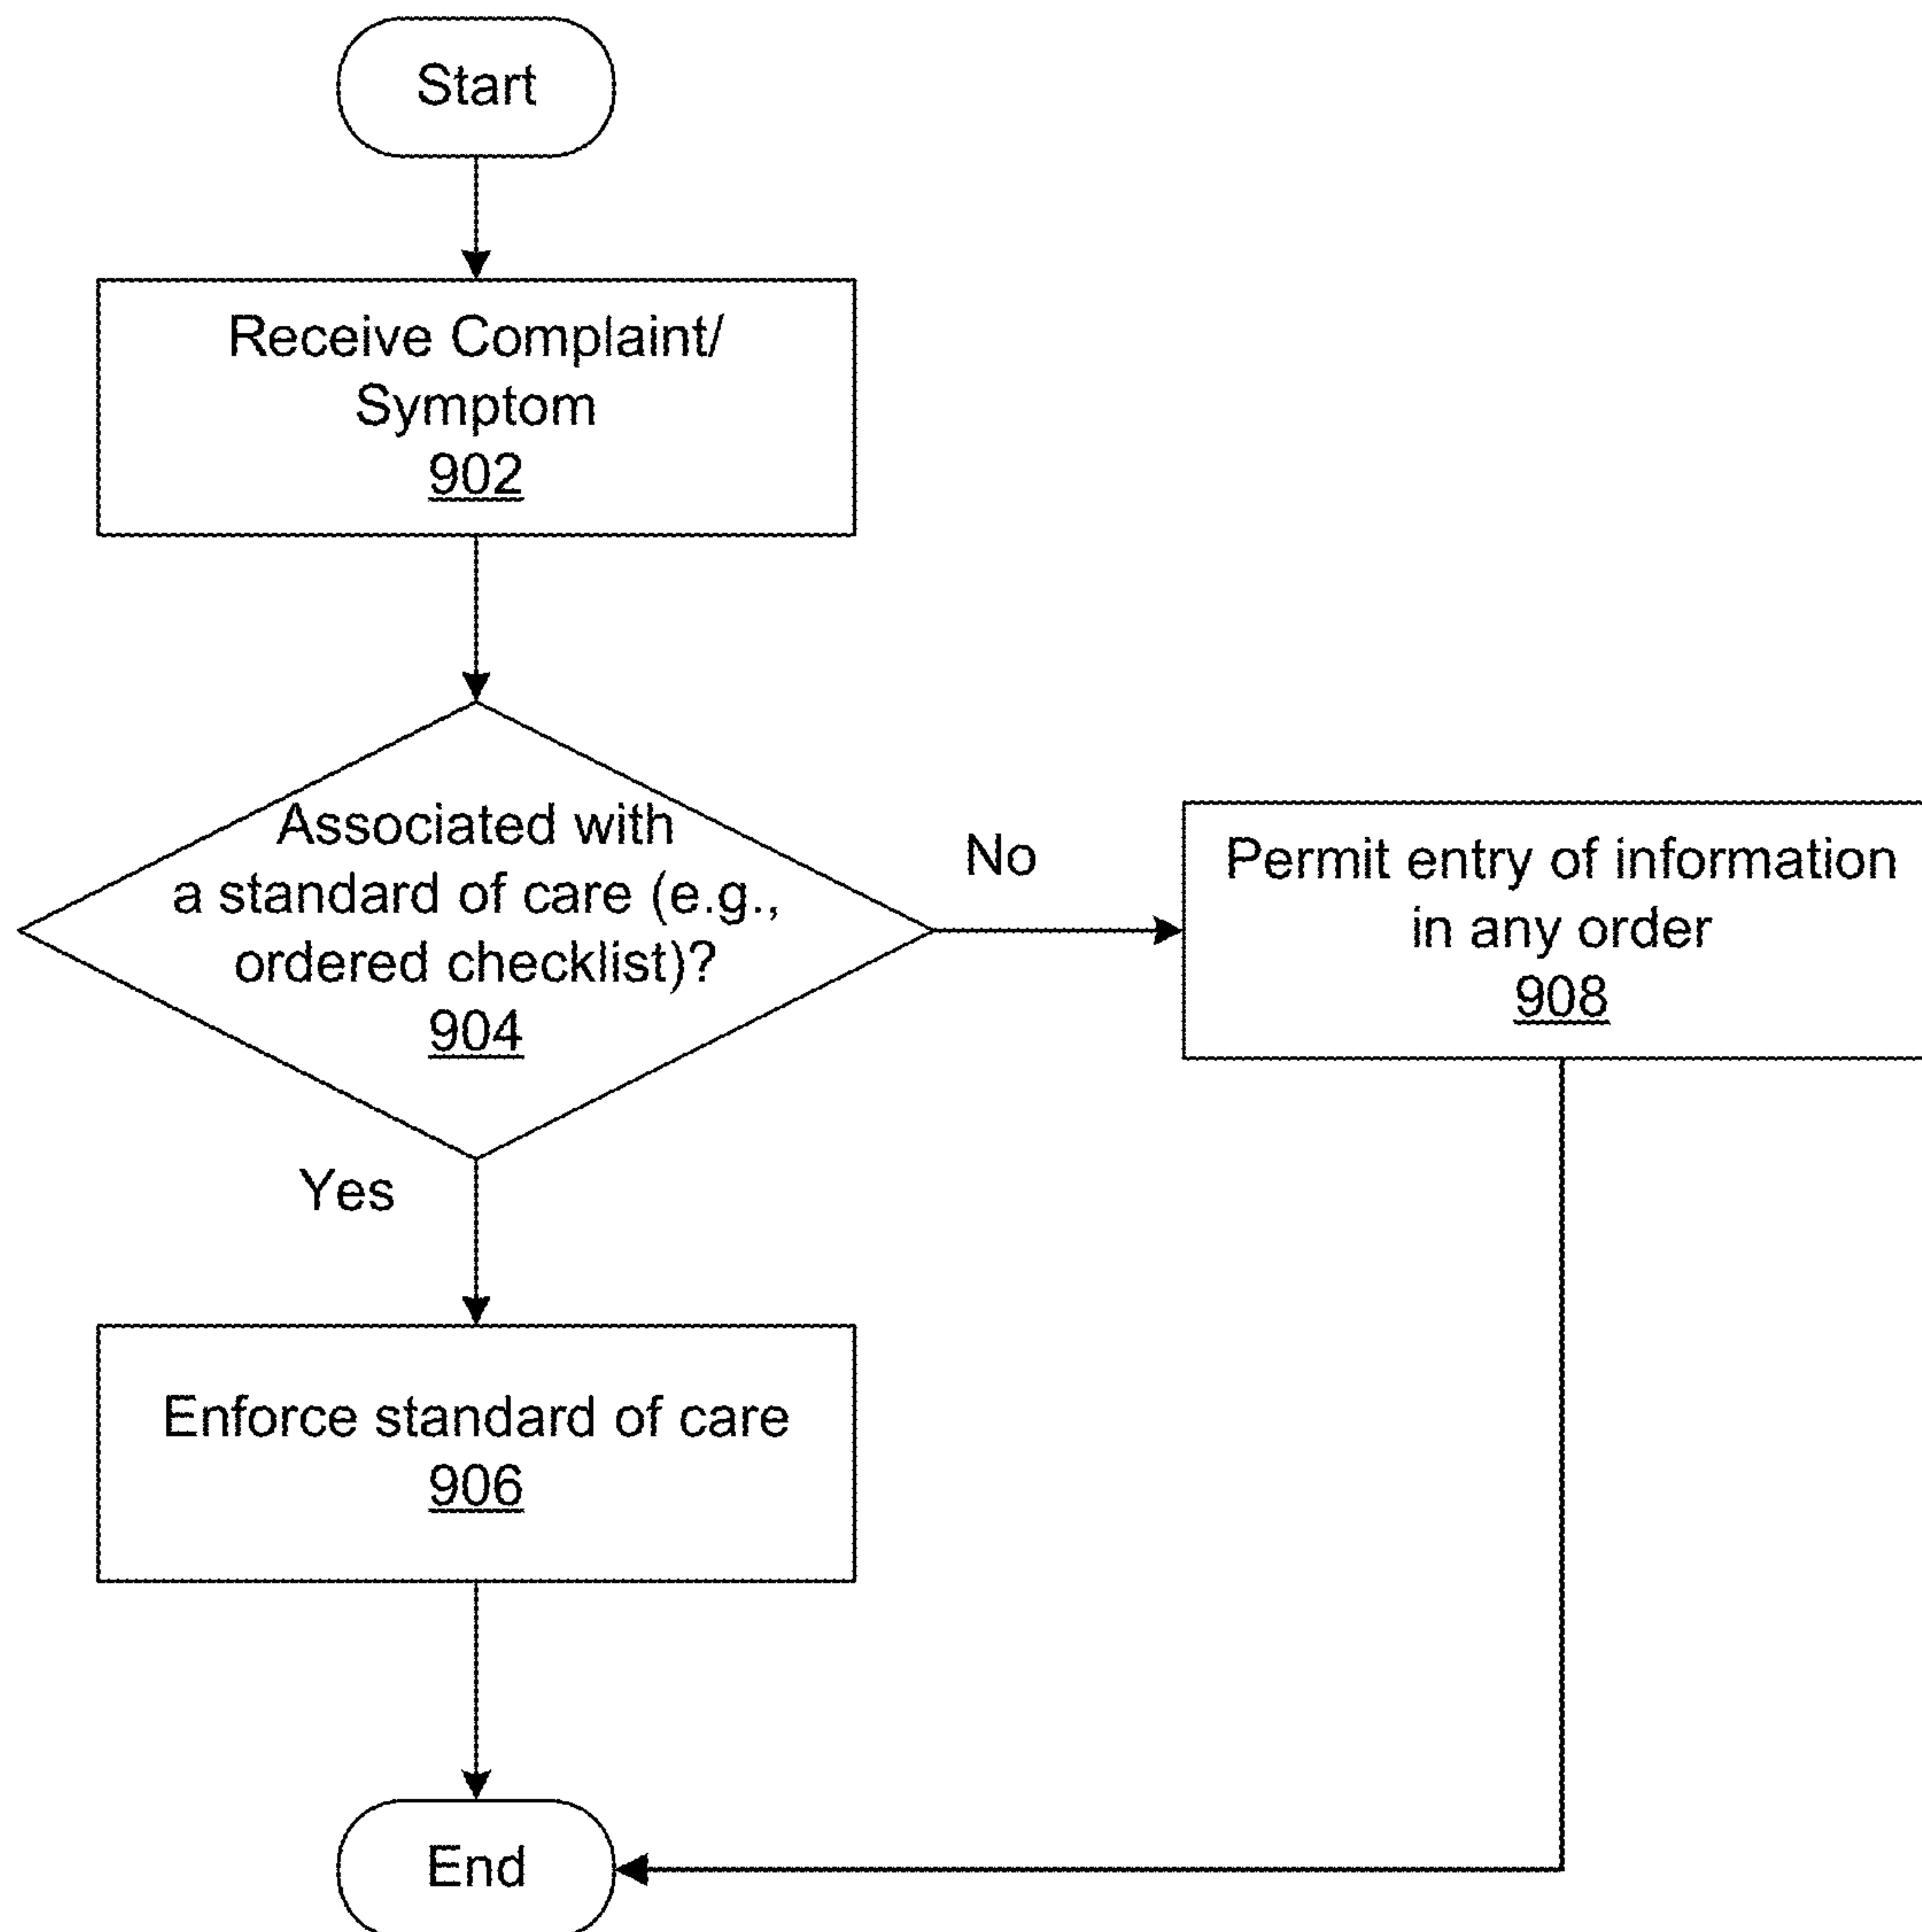 Start
Receive Complaint/
Symptom
902
Associated with
a standard of care (e.g.,
ordered checklist)?
904
No
Permit entry of information
in any order
908
Yes
Enforce standard of care
906
End